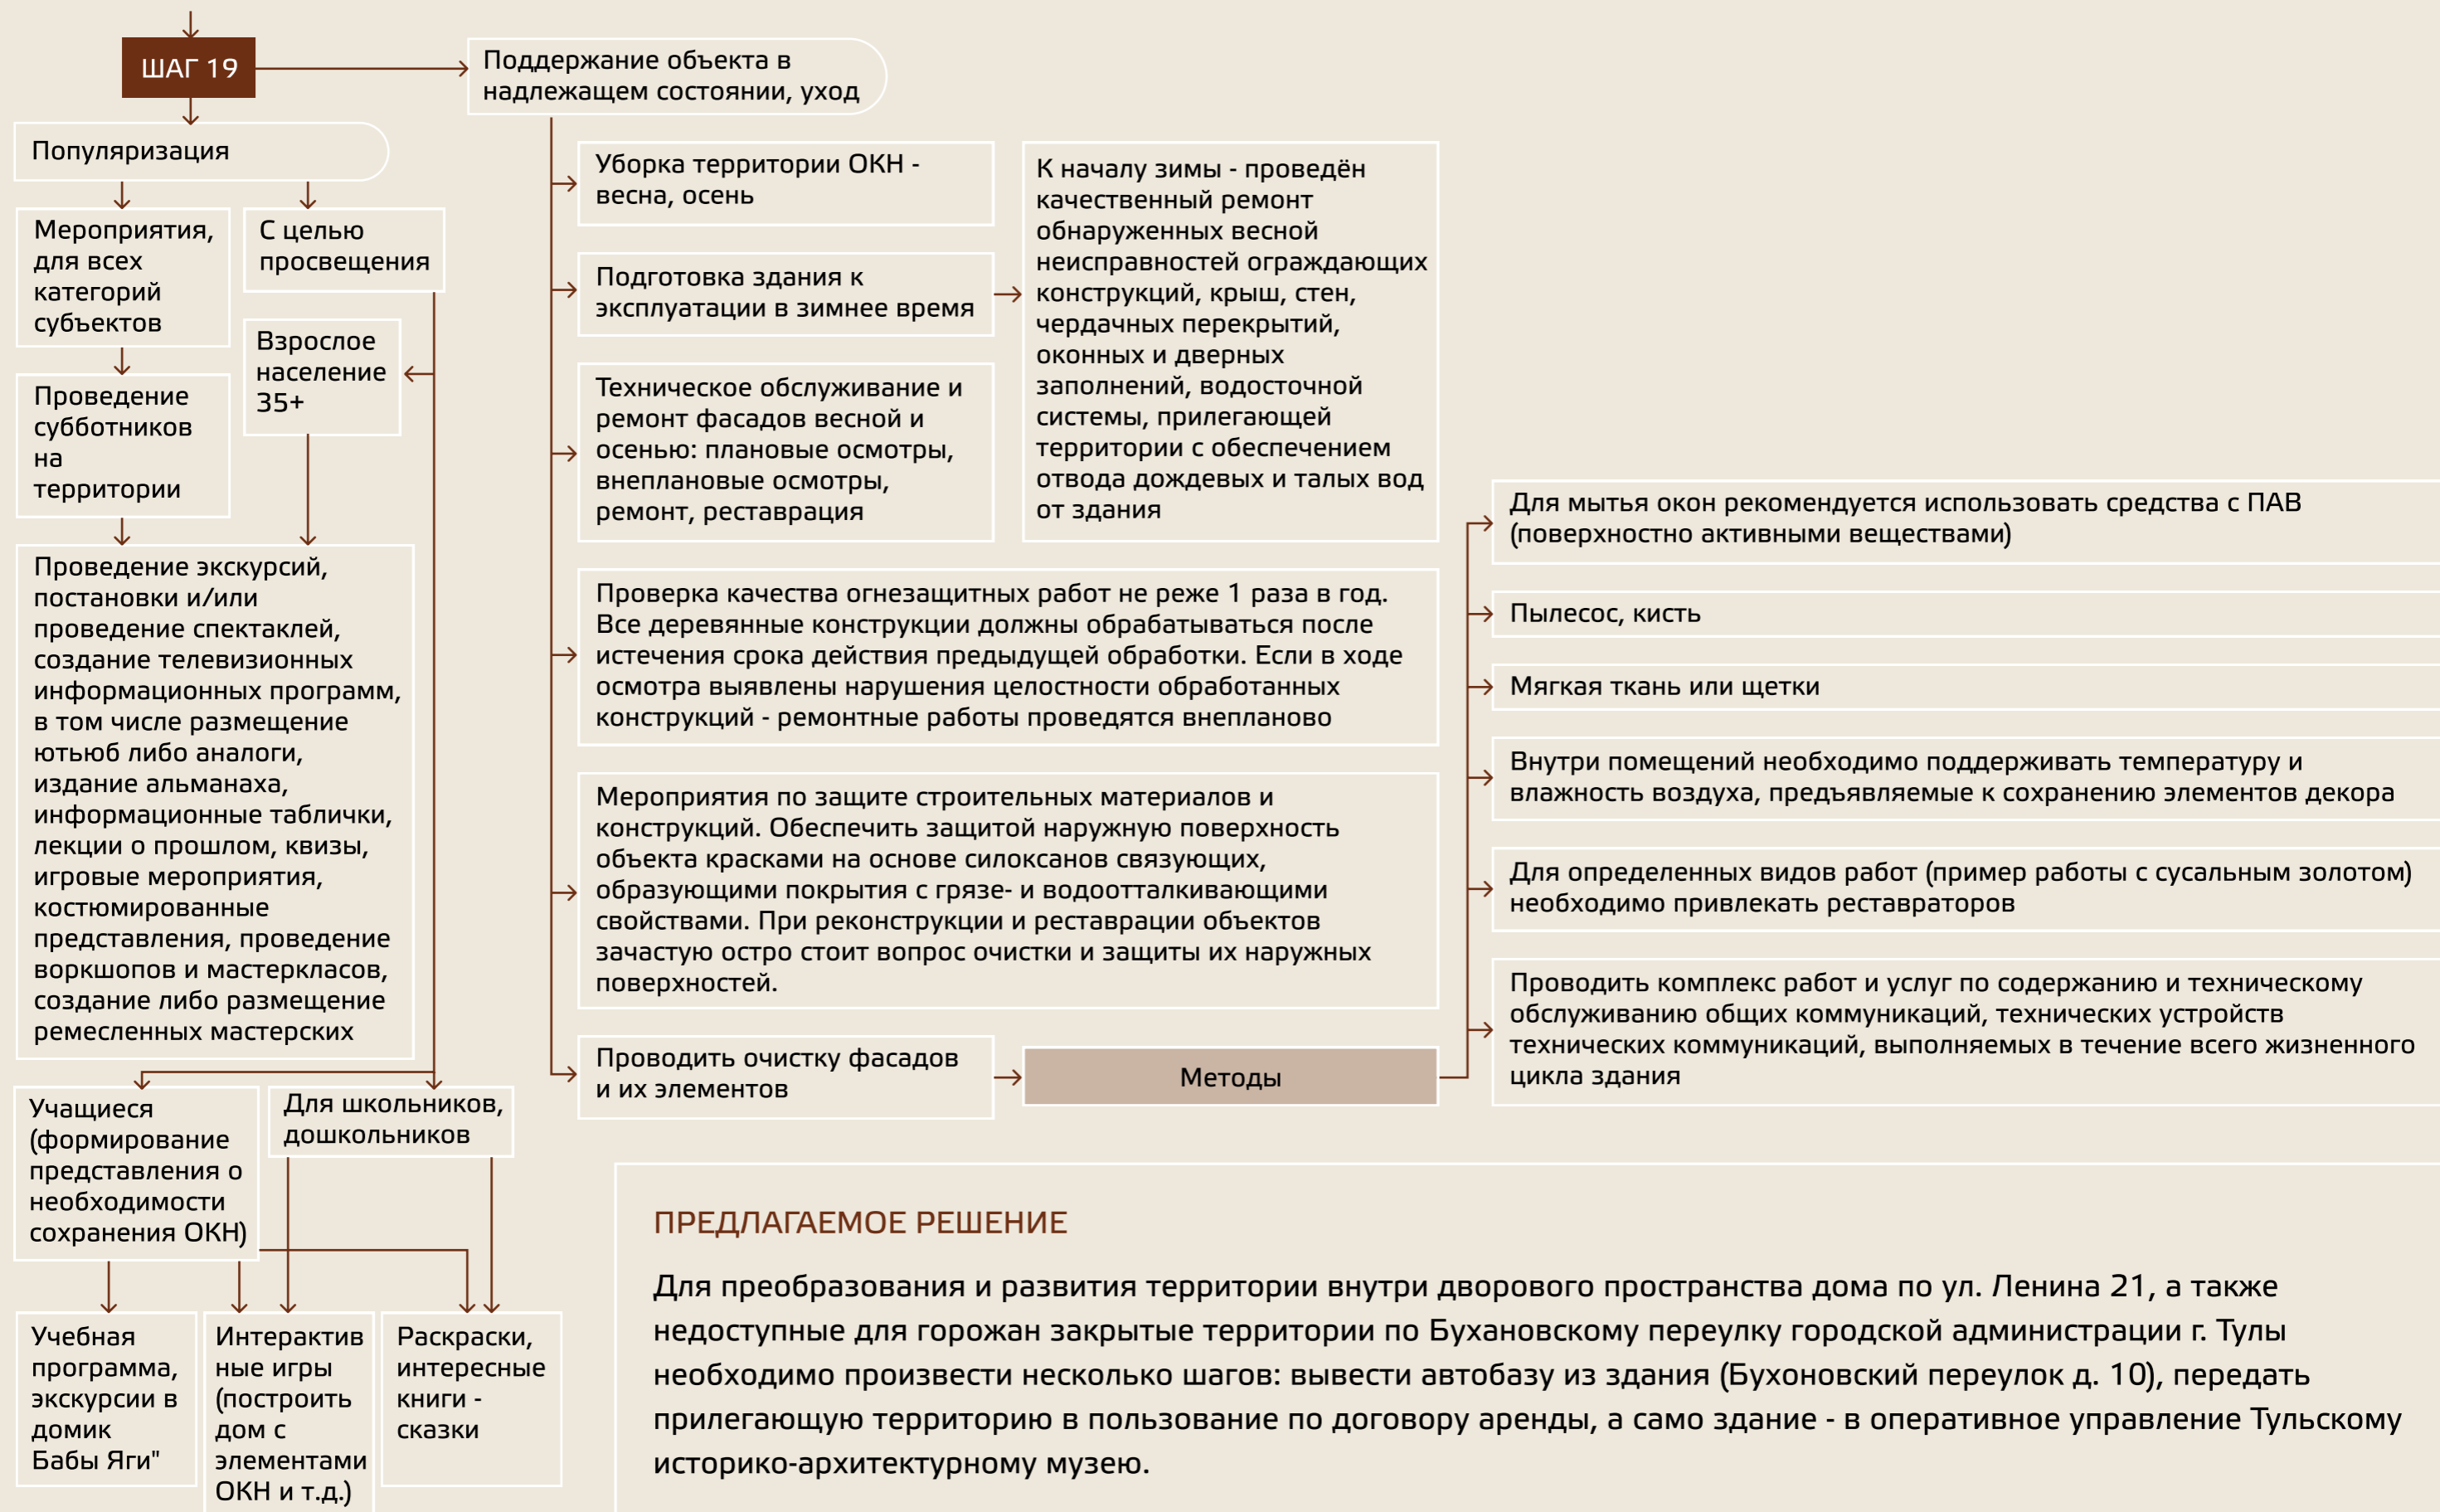 ШАГ 19
Популяризация
Мероприятия,
для всех
категорий
субъектов
С целью
просвещения
Взрослое
население
35+
Проведение
субботников
на
территории
Проведение экскурсий,
постановки и/или
проведение спектаклей,
создание телевизионных
информационных программ,
в том числе размещение
ютьюб либо аналоги,
издание альманаха,
информационные таблички,
лекции о прошлом, квизы,
игровые мероприятия,
костюмированные
представления, проведение
воркшопов и мастеркласов,
создание либо размещение
ремесленных мастерских
Учащиеся
(формирование
представления о
необходимости
сохранения ОКН)
Для школьников,
дошкольников
Учебная
программа,
экскурсии в
домик
Бабы Яги"
Интерактив
ные игры
(построить
дом с
элементами
ОКН и т.д.)
Раскраски,
интересные
книги -
сказки
Поддержание объекта в
надлежащем состоянии, уход
Уборка территории ОКН -
весна, осень
Подготовка здания к
эксплуатации в зимнее время
К началу зимы - проведён
качественный ремонт
обнаруженных весной
неисправностей ограждающих
конструкций, крыш, стен,
чердачных перекрытий,
оконных и дверных
заполнений, водосточной
системы, прилегающей
территории с обеспечением
отвода дождевых и талых вод
от здания
Техническое обслуживание и
ремонт фасадов весной и
осенью: плановые осмотры,
внеплановые осмотры,
ремонт, реставрация
Проверка качества огнезащитных работ не реже 1 раза в год.
Все деревянные конструкции должны обрабатываться после
истечения срока действия предыдущей обработки. Если в ходе
осмотра выявлены нарушения целостности обработанных
конструкций - ремонтные работы проведятся внепланово
Мероприятия по защите строительных материалов и
конструкций. Обеспечить защитой наружную поверхность
объекта красками на основе силоксанов связующих,
образующими покрытия с грязе- и водоотталкивающими
свойствами. При реконструкции и реставрации объектов
зачастую остро стоит вопрос очистки и защиты их наружных
поверхностей.
Проводить очистку фасадов
и их элементов
Методы
Для мытья окон рекомендуется использовать средства с ПАВ
(поверхностно активными веществами)
Пылесос, кисть
Мягкая ткань или щетки
Внутри помещений необходимо поддерживать температуру и
влажность воздуха, предъявляемые к сохранению элементов декора
Для определенных видов работ (пример работы с сусальным золотом)
необходимо привлекать реставраторов
Проводить комплекс работ и услуг по содержанию и техническому
обслуживанию общих коммуникаций, технических устройств
технических коммуникаций, выполняемых в течение всего жизненного
цикла здания
ПРЕДЛАГАЕМОЕ РЕШЕНИЕ
Для преобразования и развития территории внутри дворового пространства дома по ул. Ленина 21, а также
недоступные для горожан закрытые территории по Бухановскому переулку городской администрации г. Тулы
необходимо произвести несколько шагов: вывести автобазу из здания (Бухоновский переулок д. 10), передать
прилегающую территорию в пользование по договору аренды, а само здание - в оперативное управление Тульскому
историко-архитектурному музею.